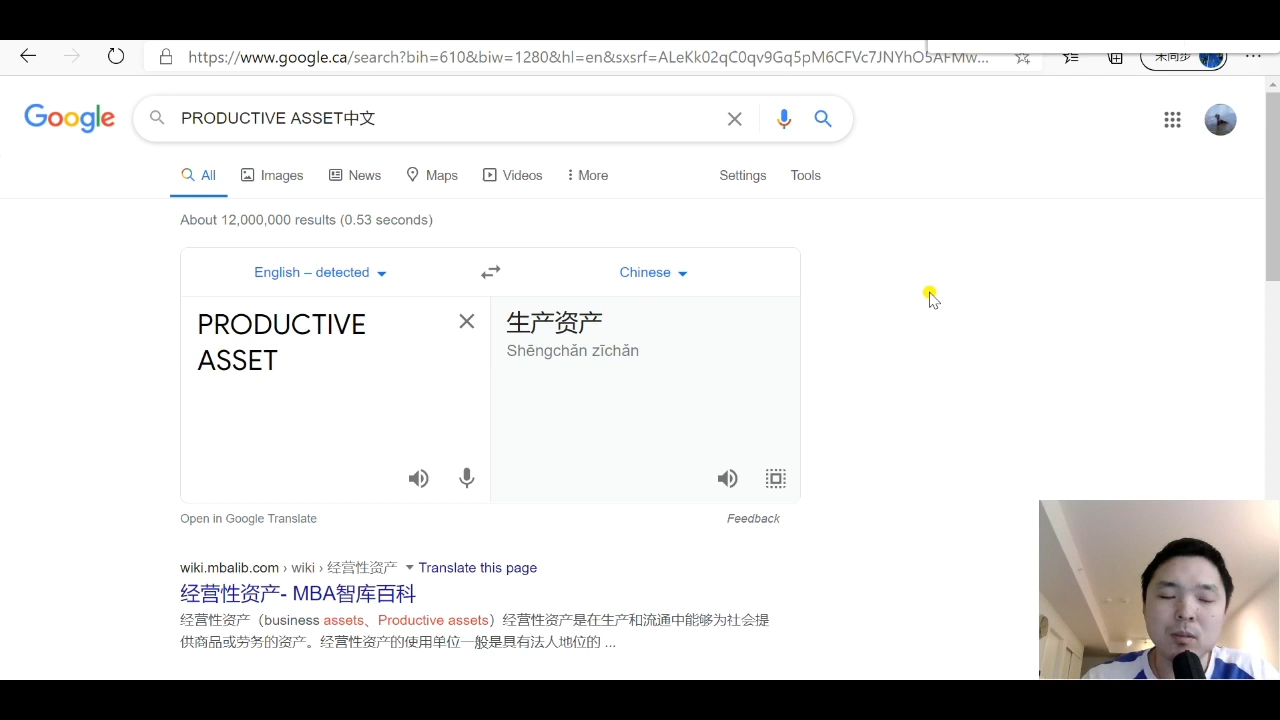 https://www.google.ca/search?bih=610&biw=1280&hl=en&sxsrf=ALeKk02qC0qv9Gq5pM6CFVc7JNYhO5AFMw...
未同步
Google
PRODUCTIVE ASSET中文
All Images News Maps Videos More Settings Tools
About 12,000,000 results (0.53 seconds)
English – detected Chinese
PRODUCTIVE
ASSET
生产资产
Shēngchǎn zīchǎn
Open in Google Translate Feedback
wiki.mbalib.com › wiki › 经营性资产 Translate this page
经营性资产- MBA智库百科
经营性资产（business assets、Productive assets）经营性资产是在生产和流通中能够为社会提
供商品或劳务的资产。经营性资产的使用单位一般是具有法人地位的 ...